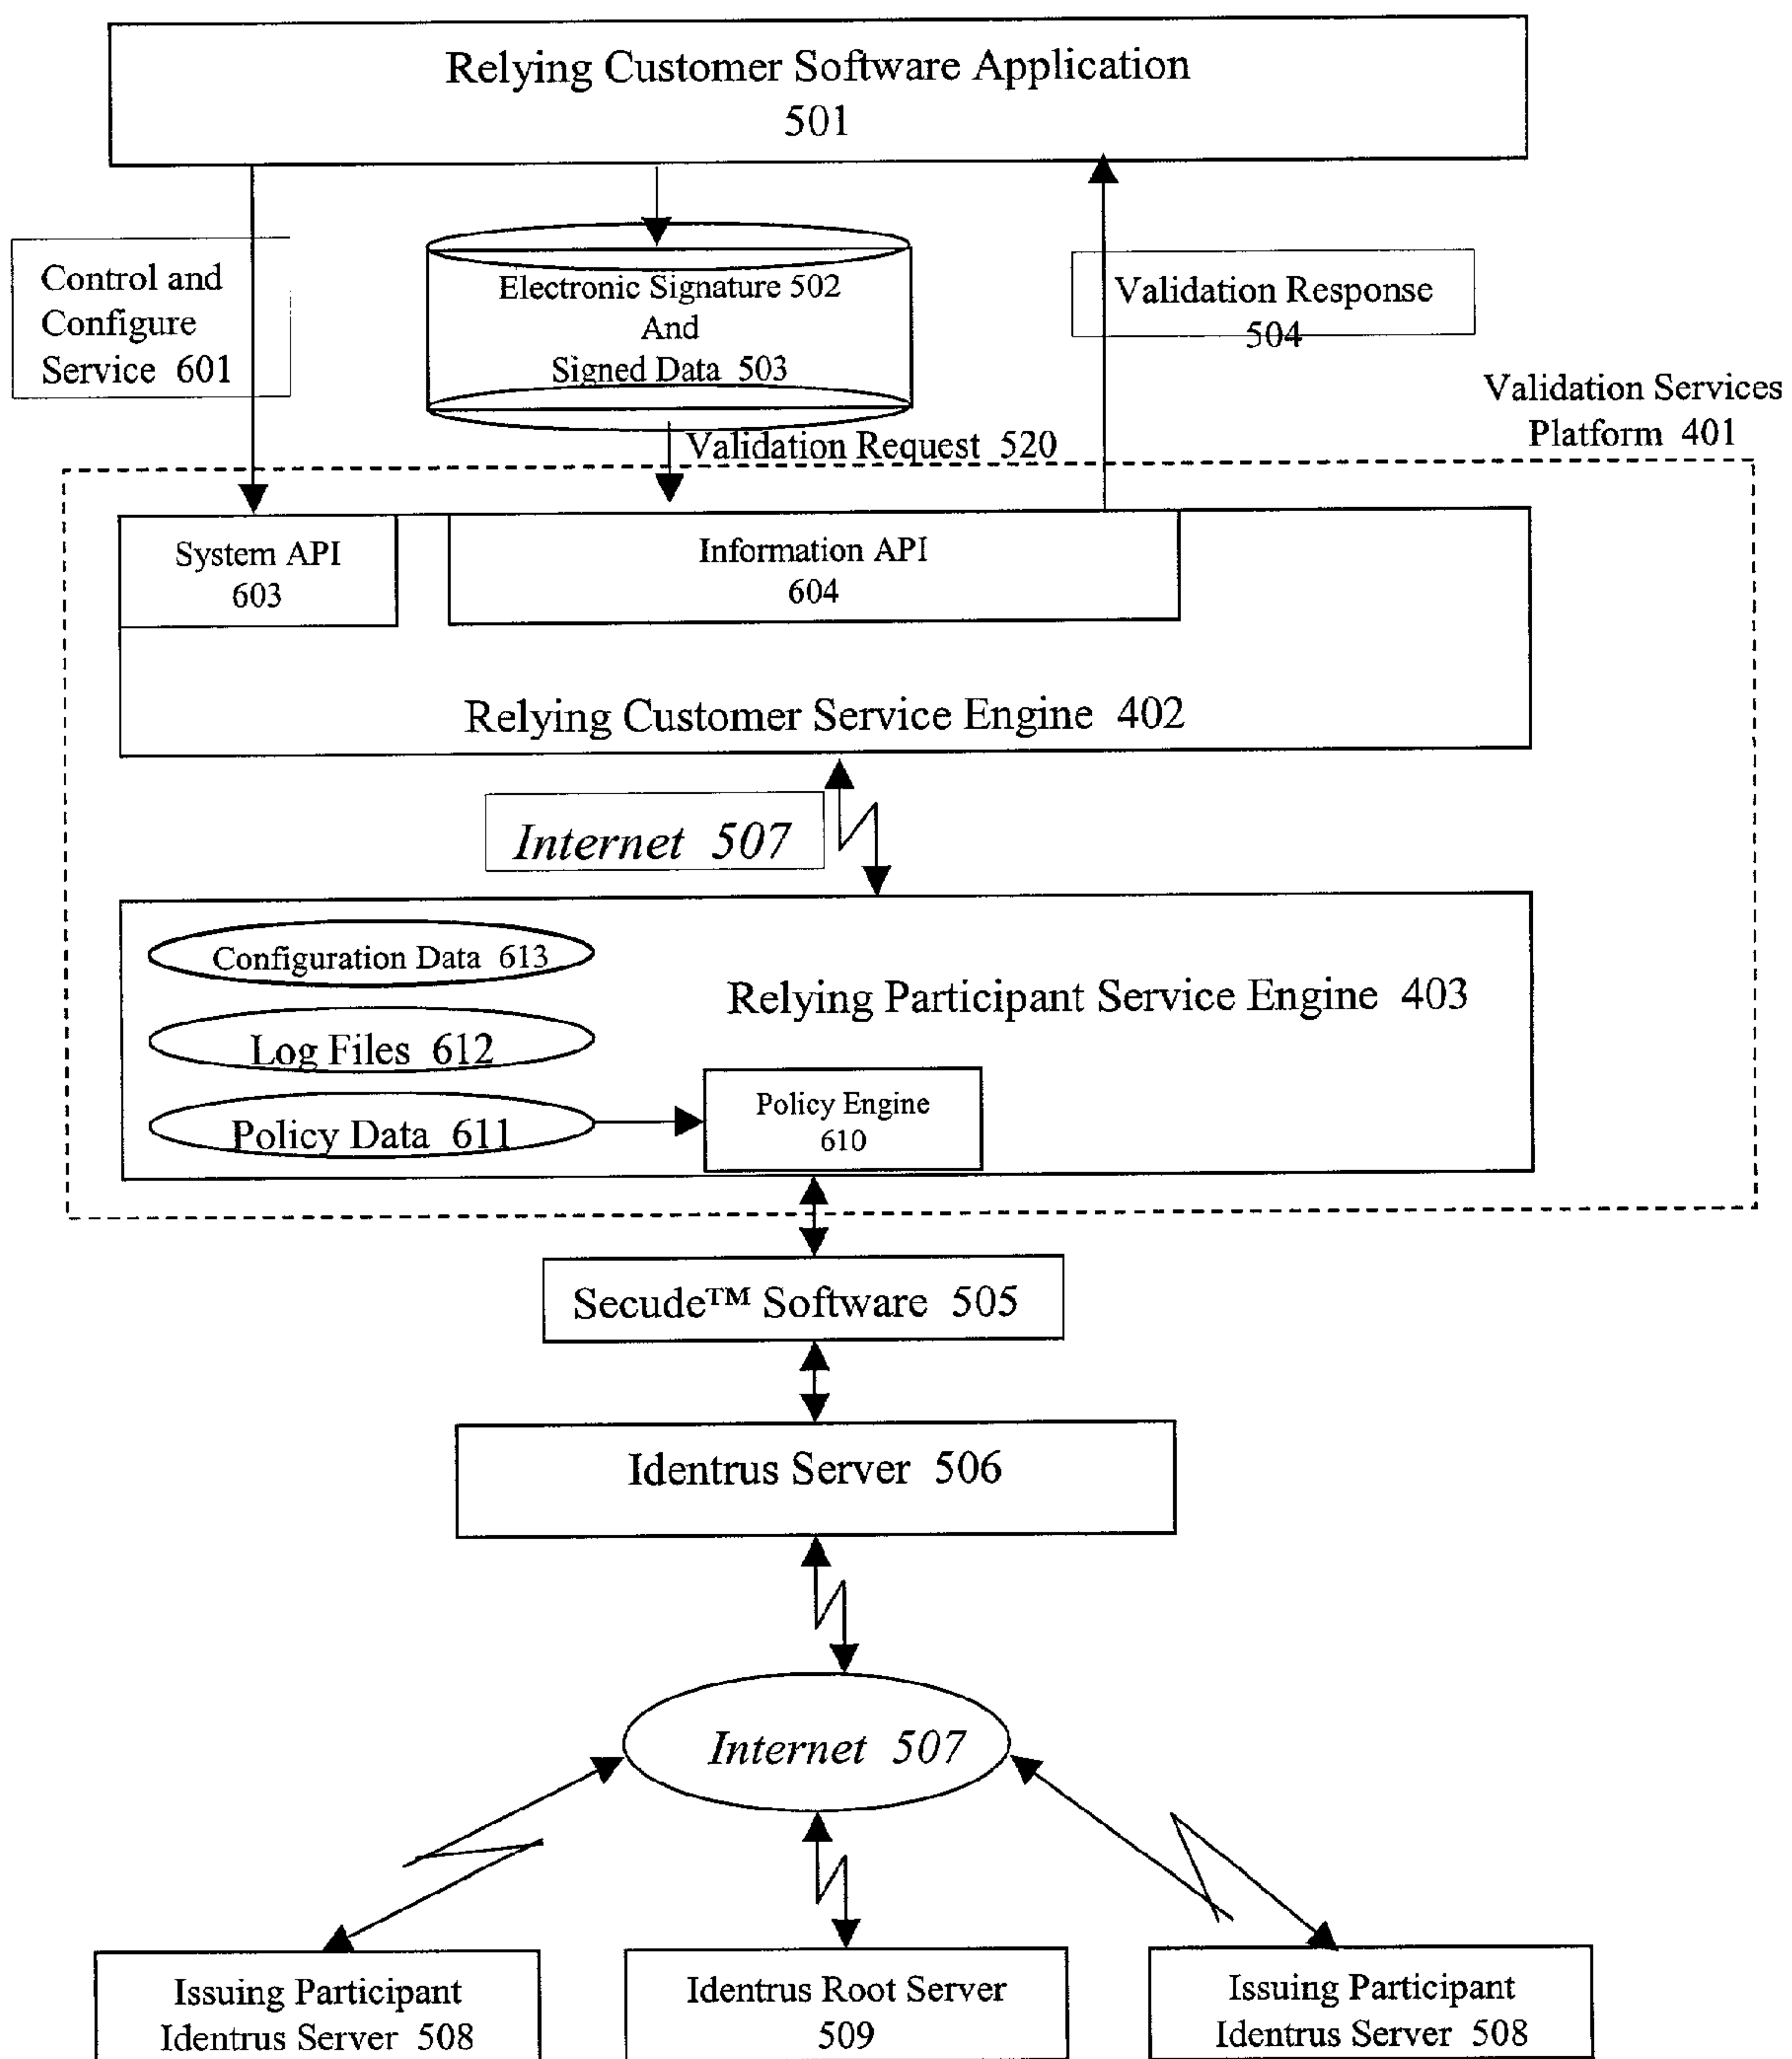 Relying Customer Software Application
501
Control and
Configure
Service 601
Electronic Signature 502
And
Signed Data 503
Validation Response
504
Validation Services
Platform 401
Validation Request 520
System API
603
Information API
604
Relying Customer Service Engine 402
Internet 507
Configuration Data 613
Relying Participant Service Engine 403
Log Files 612
Policy Data 611
Policy Engine
610
Secude™ Software 505
Identrus Server 506
Internet 507
Issuing Participant
Identrus Server 508
Identrus Root Server
509
Issuing Participant
Identrus Server 508